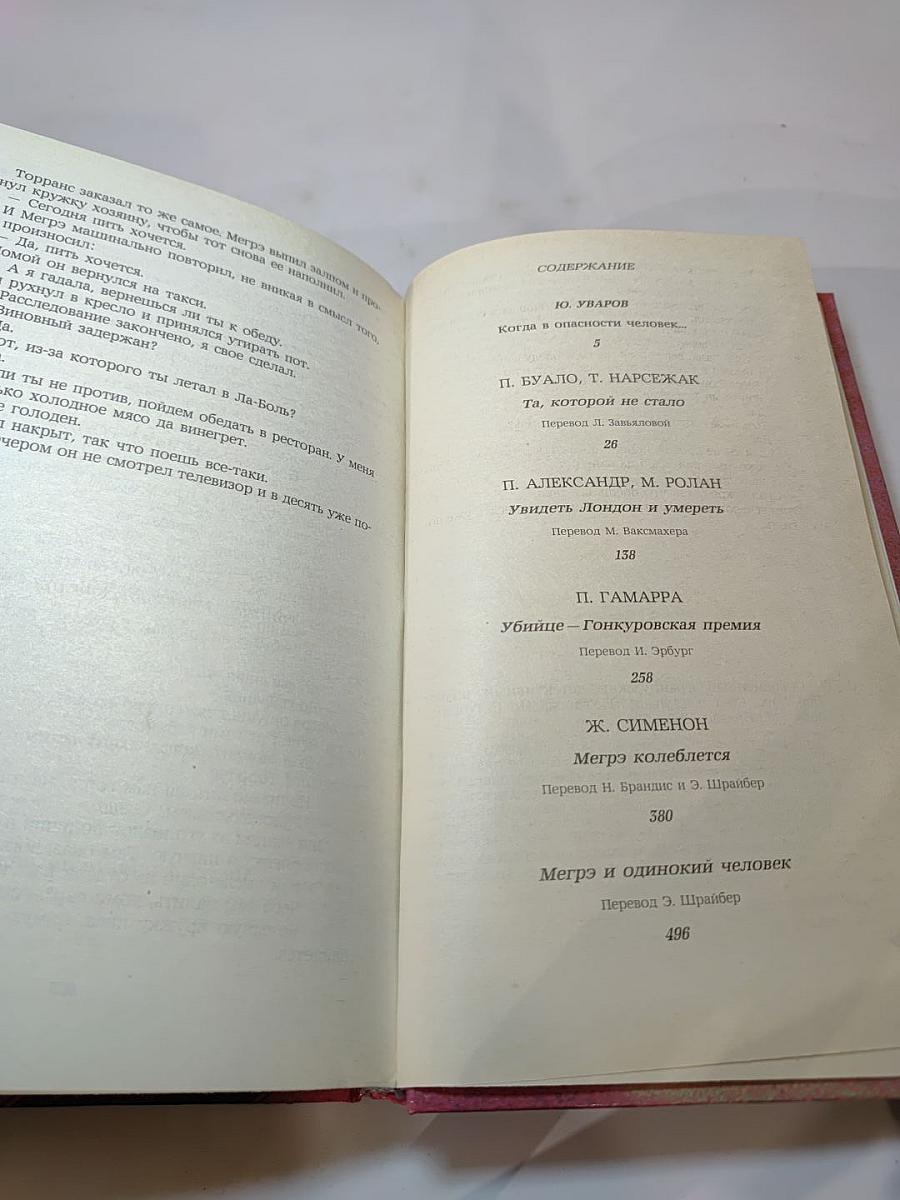 Торранс заказал то же самое. Мегрэ выпил залпом и про-
нул кружку хозяину, чтобы тот снова ее наполнил.
— Сегодня пить хочется.
И Мегрэ машинально повторил, не вникая в смысл того,
произносил:
— Да, пить хочется.
омой он вернулся на такси.
А я гадала, вернешься ли ты к обеду.
рухнул в кресло и принялся утирать пот.
Расследование закончено, я свое сделал.
Виновный задержан?
от, из-за которого ты летал в Ла-Боль?
ли ты не против, пойдем обедать в ресторан. У меня
ько холодное мясо да винегрет.
е голоден.
л накрыт, так что поешь все-таки.
чером он не смотрел телевизор и в десять уже по-
СОДЕРЖАНИЕ
Ю. УВАРОВ
Когда в опасности человек...
5
П. БУАЛО, Т. НАРСЕЖАК
Та, которой не стало
Перевод Л. Завьяловой
26
П. АЛЕКСАНДР, М. РОЛАН
Увидеть Лондон и умереть
Перевод М. Ваксмахера
138
П. ГАМАРРА
Убийце — Гонкуровская премия
Перевод И. Эрбург
258
Ж. СИМЕНОН
Мегрэ колеблется
Перевод Н. Брандис и Э. Шрайбер
380
Мегрэ и одинокий человек
Перевод Э. Шрайбер
496